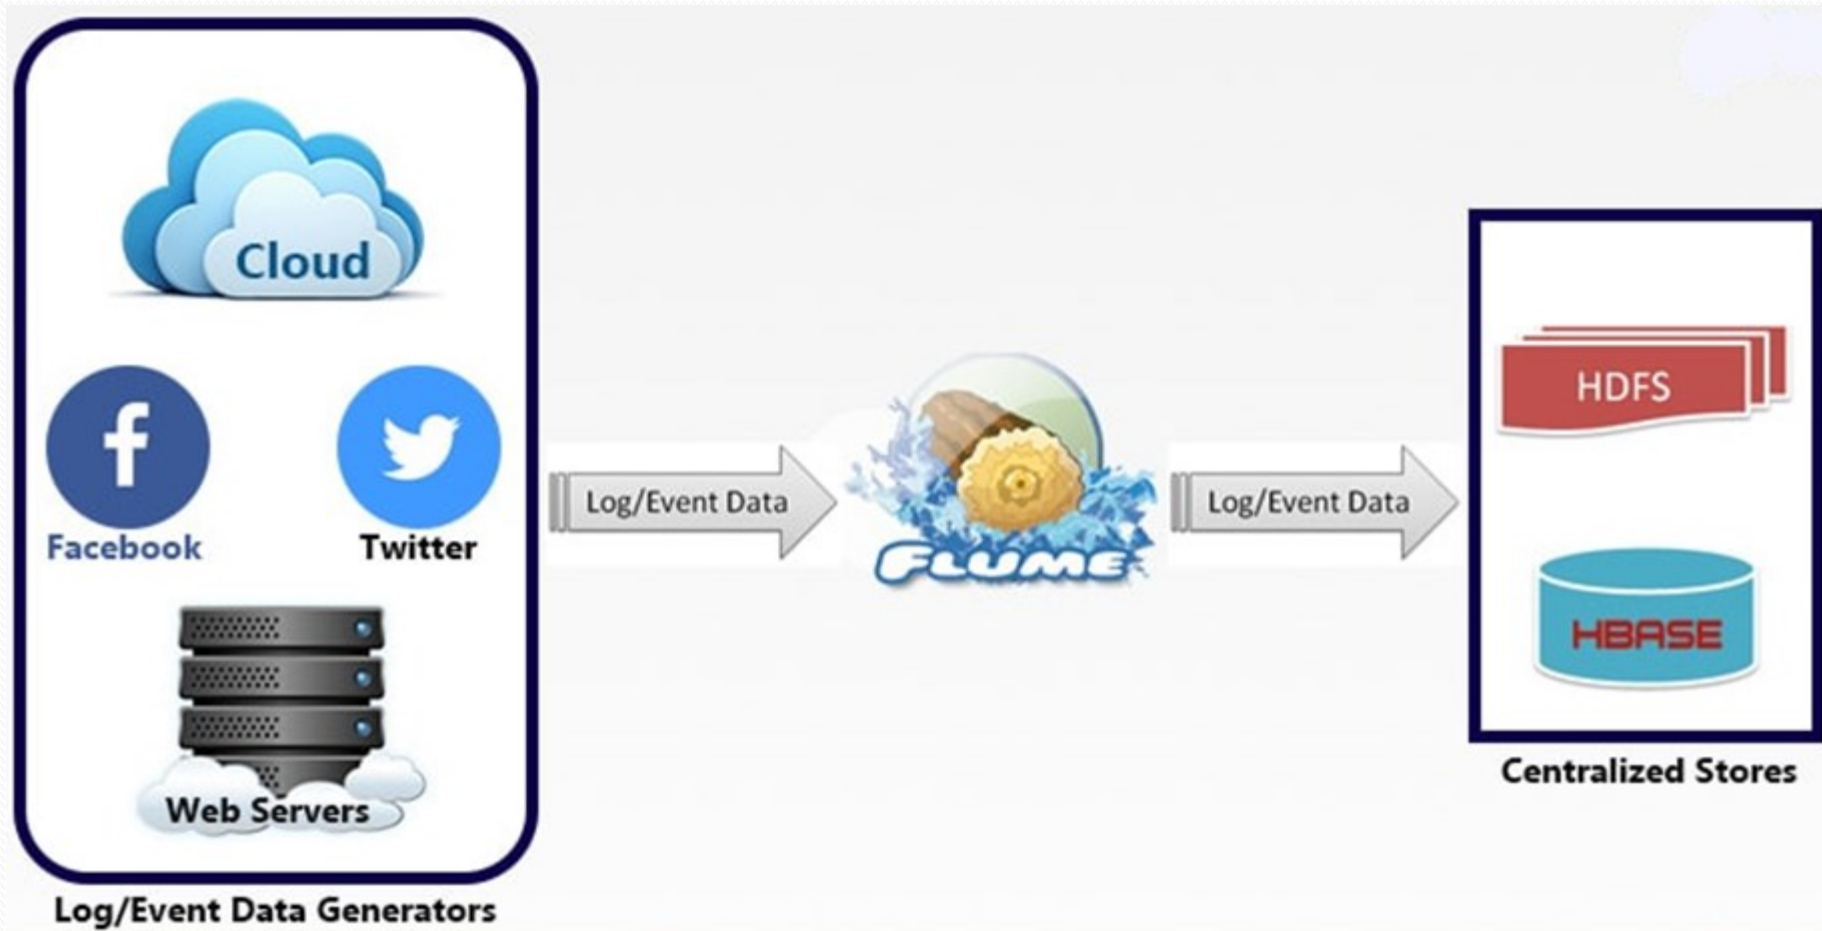 Cloud
Facebook
Twitter
Web Servers
Log/Event Data Generators
Log/Event Data
FLUME
Log/Event Data
HDFS
HBASE
Centralized Stores